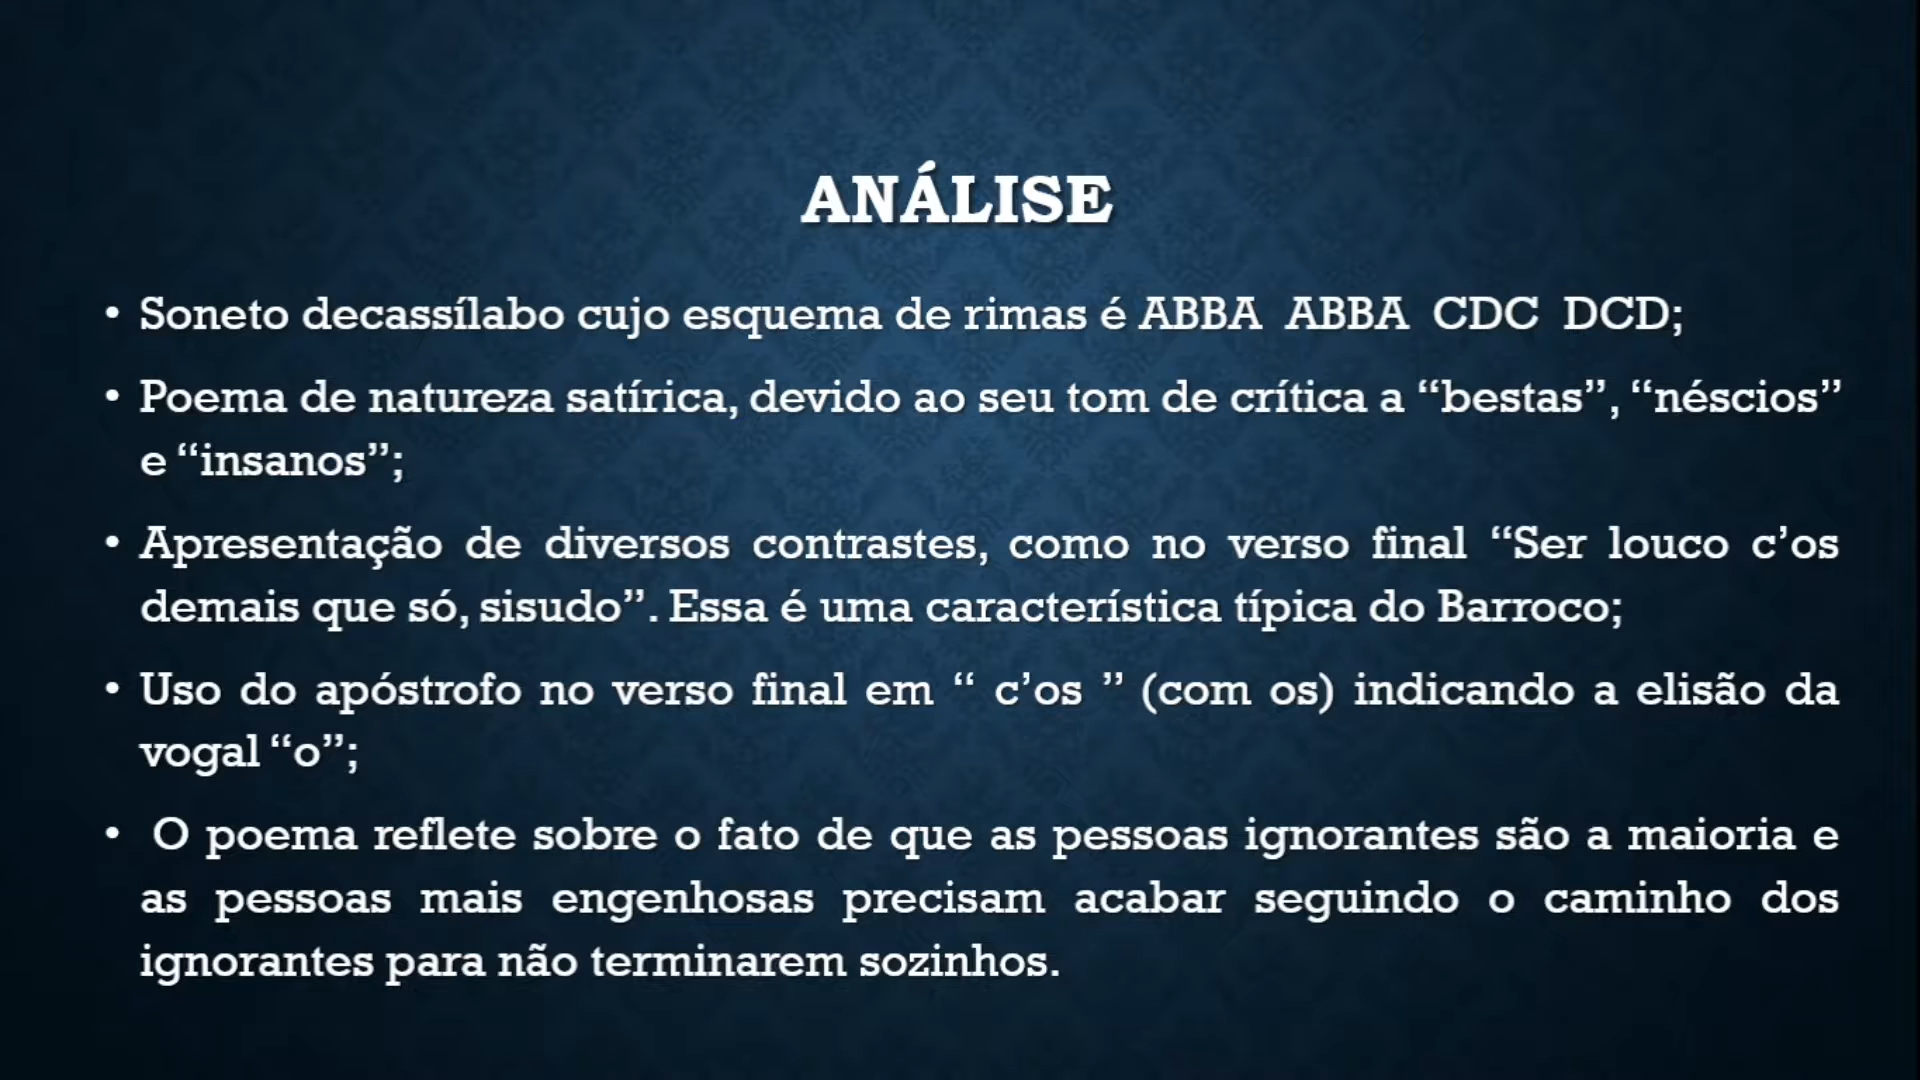 ANÁLISE
• Soneto decassílabo cujo esquema de rimas é ABBA ABBA CDC DCD;
• Poema de natureza satírica, devido ao seu tom de crítica a “bestas”, “néscios”
e “insanos”;
• Apresentação de diversos contrastes, como no verso final “Ser louco c’os
demais que só, sisudo”. Essa é uma característica típica do Barroco;
• Uso do apóstrofo no verso final em “ c’os ” (com os) indicando a elisão da
vogal “o”;
• O poema reflete sobre o fato de que as pessoas ignorantes são a maioria e
as pessoas mais engenhosas precisam acabar seguindo o caminho dos
ignorantes para não terminarem sozinhos.